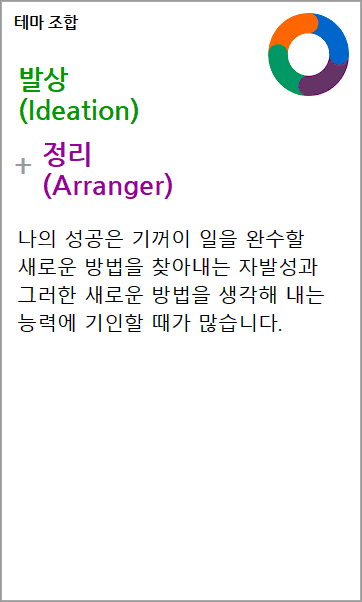 테마 조합
발상
(Ideation)
+ 정리
(Arranger)
나의 성공은 기꺼이 일을 완수할
새로운 방법을 찾아내는 자발성과
그러한 새로운 방법을 생각해 내는
능력에 기인할 때가 많습니다.